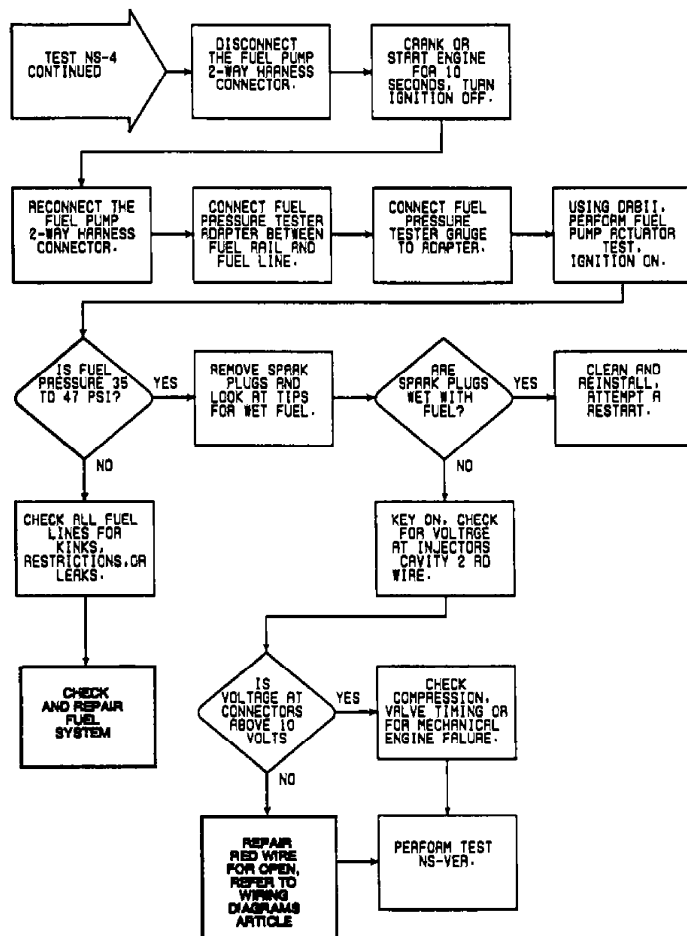 TEST NS-4
CONTINUED
DISCONNECT
THE FUEL PUMP
2-WAY HARNESS
CONNECTOR.
CRANK OR
START ENGINE
FOR 10
SECONDS, TURN
IGNITION OFF.
RECONNECT THE
FUEL PUMP
2-WAY HARNESS
CONNECTOR.
CONNECT FUEL
PRESSURE TESTER
ADAPTER BETWEEN
FUEL RAIL AND
FUEL LINE.
CONNECT FUEL
PRESSURE
TESTER GAUGE
TO ADAPTER.
USING DRBII,
PERFORM FUEL
PUMP ACTUATOR
TEST,
IGNITION ON.
IS FUEL
PRESSURE 35
TO 47 PSI?
YES
REMOVE SPARK
PLUGS AND
LOOK AT TIPS
FOR WET FUEL.
ARE
SPARK PLUGS
WET WITH
FUEL?
YES
CLEAN AND
REINSTALL,
ATTEMPT A
RESTART.
NO
NO
CHECK ALL FUEL
LINES FOR
KINKS,
RESTRICTIONS,OR
LEAKS.
KEY ON, CHECK
FOR VOLTAGE
AT INJECTORS
CAVITY 2 RD
WIRE.
CHECK
AND REPAIR
FUEL
SYSTEM
IS
VOLTAGE AT
CONNECTORS
ABOVE 10
VOLTS
YES
CHECK
COMPRESSION,
VALVE TIMING OR
FOR MECHANICAL
ENGINE FAILURE.
NO
REPAIR
RED WIRE
FOR OPEN,
REFER TO
WIRING
DIAGRAMS
ARTICLE
PERFORM TEST
NS-VER.